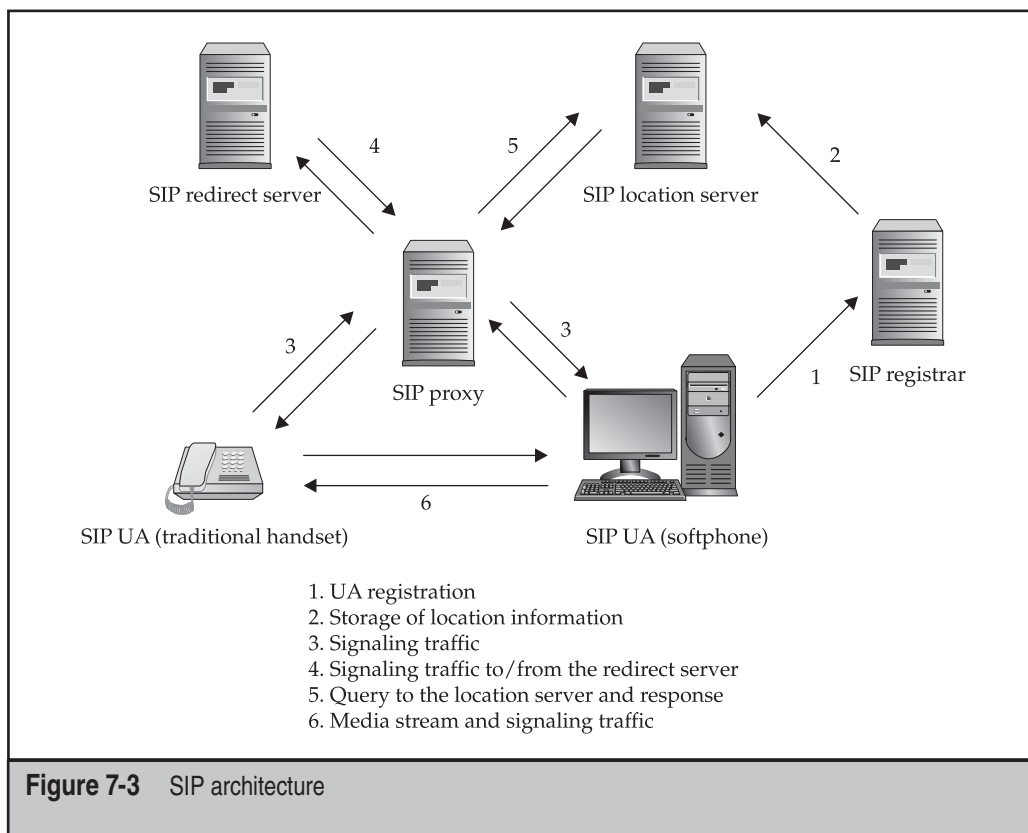 4
5
2
SIP redirect server
SIP location server
3
3
SIP proxy
1
SIP registrar
6
SIP UA (traditional handset)
SIP UA (softphone)
1. UA registration
2. Storage of location information
3. Signaling traffic
4. Signaling traffic to/from the redirect server
5. Query to the location server and response
6. Media stream and signaling traffic
Figure 7-3 SIP architecture